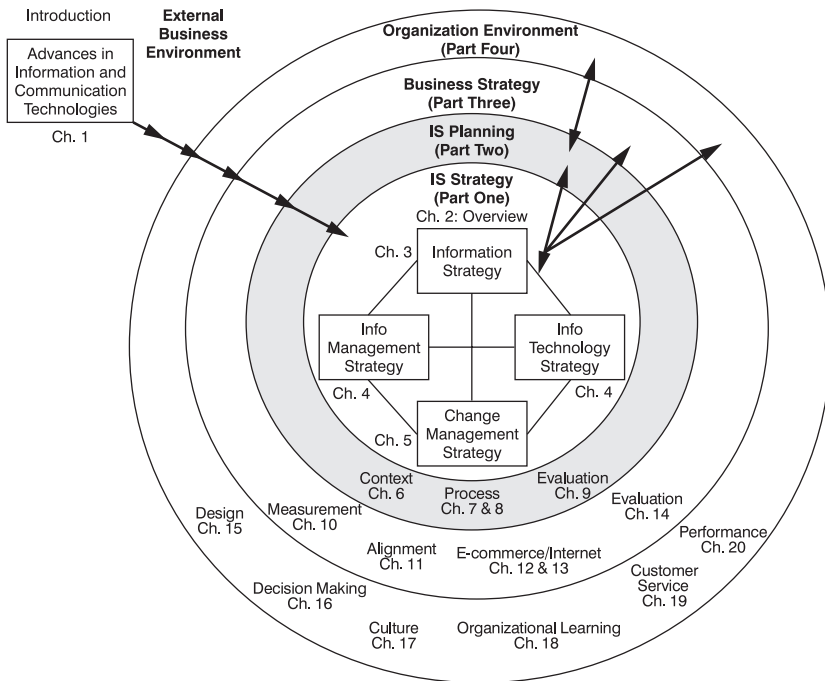 Introduction
External
Business
Environment
Advances in
Information and
Communication
Technologies
Ch. 1
Organization Environment
(Part Four)
Business Strategy
(Part Three)
IS Planning
(Part Two)
IS Strategy
(Part One)
Ch. 2: Overview
Ch. 3
Information
Strategy
Info
Management
Strategy
Ch. 4
Info
Technology
Strategy
Ch. 4
Ch. 5
Change
Management
Strategy
Context
Ch. 6
Process
Ch. 7 & 8
Evaluation
Ch. 9
Measurement
Ch. 10
Alignment
Ch. 11
E-commerce/Internet
Ch. 12 & 13
Evaluation
Ch. 14
Design
Ch. 15
Decision Making
Ch. 16
Culture
Ch. 17
Organizational Learning
Ch. 18
Customer
Service
Ch. 19
Performance
Ch. 20